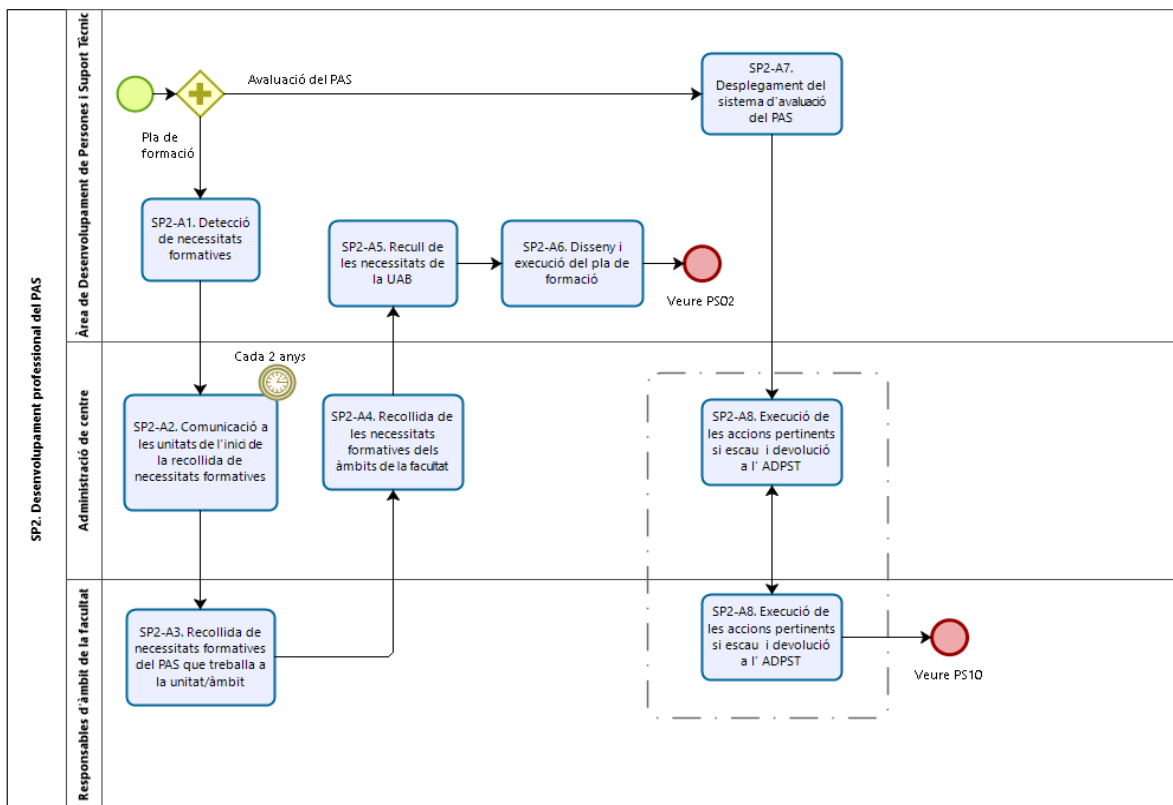 SP2. Desenvolupament professional del PAS
Àrea de Desenvolupament de Persones i Suport Tècnic
Avaluació del PAS
Pla de
formació
SP2-A7.
Desplegament del
sistema d'avaluació
del PAS
SP2-A1. Detecció
de necessitats
formatives
SP2-A5. Recull de
les necessitats de
la UAB
SP2-A6. Disseny i
execució del pla de
formació
Veure PS02
Administració de centre
Cada 2 anys
SP2-A2. Comunicació a
les unitats de l'inici de
la recollida de
necessitats formatives
SP2-A4. Recollida de
les necessitats
formatives dels
àmbits de la facultat
SP2-A8. Execució de
les accions pertinents
si escau i devolució
a l' ADPST
Responsables d'àmbit de la facultat
SP2-A3. Recollida de
necessitats formatives
del PAS que treballa a
la unitat/àmbit
SP2-A8. Execució de
les accions pertinents
si escau i devolució
a l' ADPST
Veure PS10